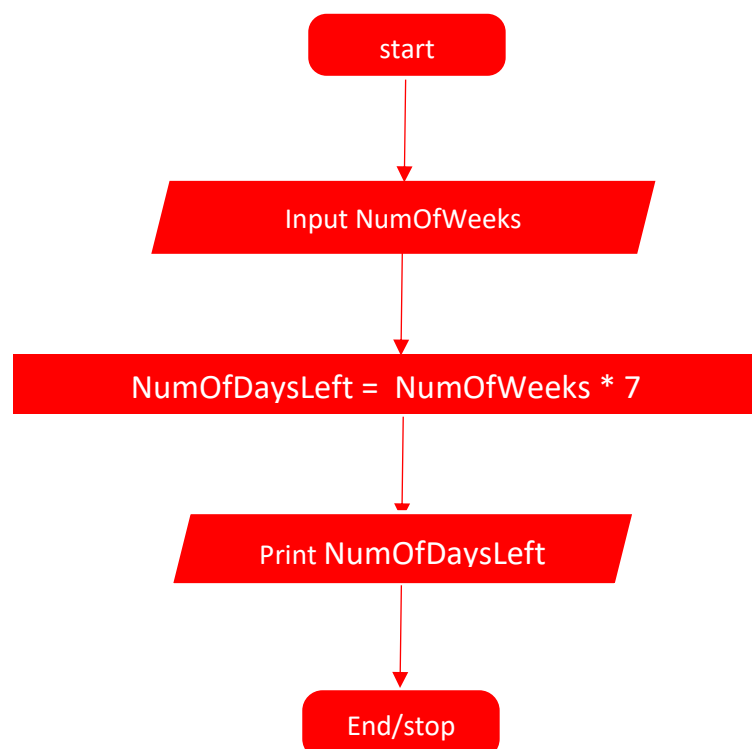 start
Input NumOfWeeks
NumOfDaysLeft =  NumOfWeeks * 7
Print NumOfDaysLeft
End/stop